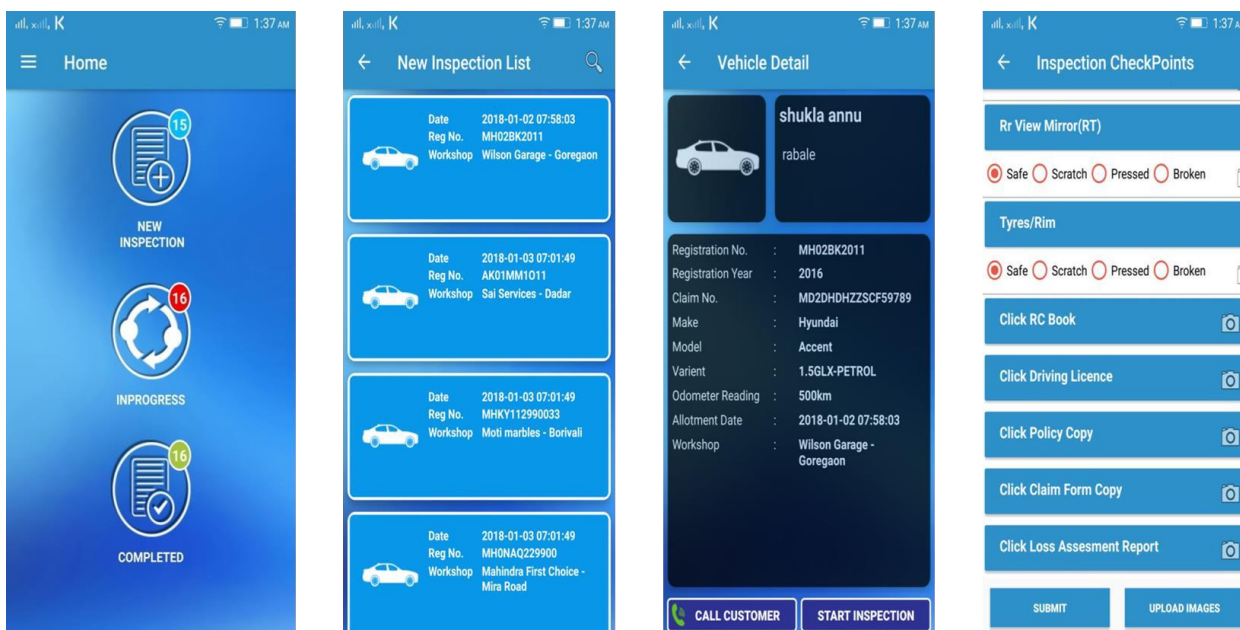 1:37 AM
Home
15
NEW
INSPECTION
16
INPROGRESS
16
COMPLETED
1:37 AM
New Inspection List
Date 2018-01-02 07:58:03
Reg No. MH02BK2011
Workshop Wilson Garage - Goregaon
Date 2018-01-03 07:01:49
Reg No. AK01MM1011
Workshop Sai Services - Dadar
Date 2018-01-03 07:01:49
Reg No. MHKY112990033
Workshop Moti marbles - Borivali
Date 2018-01-03 07:01:49
Reg No. MH0NAQ229900
Workshop Mahindra First Choice -
Mira Road
1:37 AM
Vehicle Detail
shukla annu
rabale
Registration No. : MH02BK2011
Registration Year : 2016
Claim No. : MD2DHDHZZSCF59789
Make : Hyundai
Model : Accent
Varient : 1.5GLX-PETROL
Odometer Reading : 500km
Allotment Date : 2018-01-02 07:58:03
Workshop : Wilson Garage -
Goregaon
CALL CUSTOMER START INSPECTION
1:37 A
Inspection CheckPoints
Rr View Mirror(RT)
Safe Scratch Pressed Broken
Tyres/Rim
Safe Scratch Pressed Broken
Click RC Book
Click Driving Licence
Click Policy Copy
Click Claim Form Copy
Click Loss Assesment Report
SUBMIT UPLOAD IMAGES